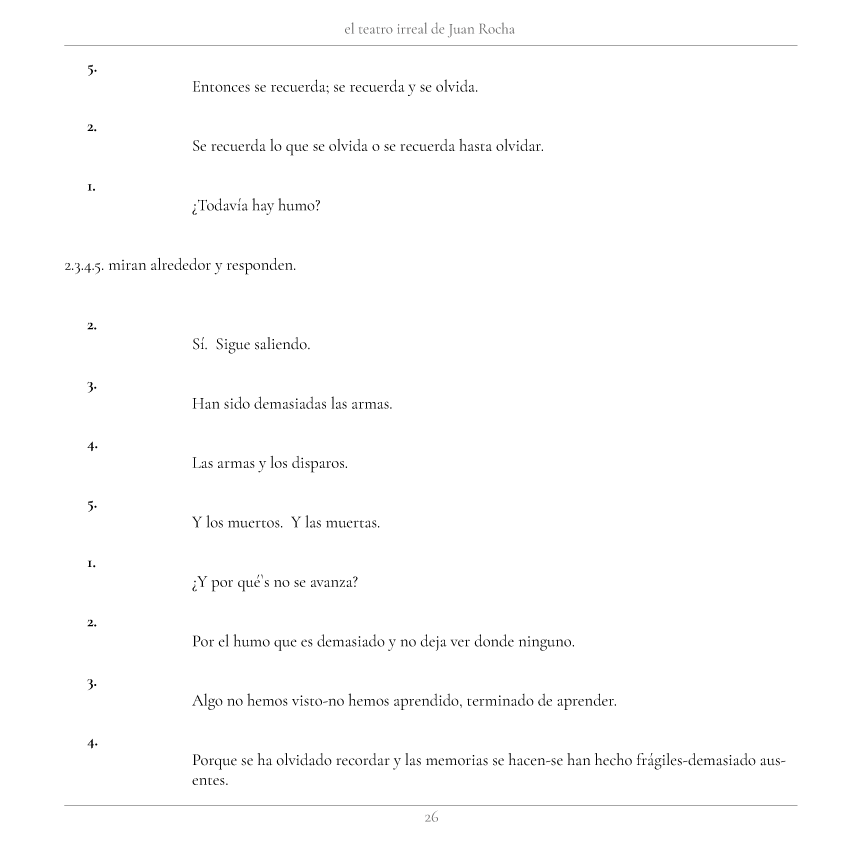 el teatro irreal de Juan Rocha
5.
Entonces se recuerda; se recuerda y se olvida.
2.
Se recuerda lo que se olvida o se recuerda hasta olvidar.
1.
¿Todavía hay humo?
2.3.4.5. miran alrededor y responden.
2.
Sí.  Sigue saliendo.
3.
Han sido demasiadas las armas.
4.
Las armas y los disparos.
5.
Y los muertos.  Y las muertas.
1.
¿Y por qué`s no se avanza?
2.
Por el humo que es demasiado y no deja ver donde ninguno.
3.
Algo no hemos visto-no hemos aprendido, terminado de aprender.
4.
Porque se ha olvidado recordar y las memorias se hacen-se han hecho frágiles-demasiado aus-
entes.
26